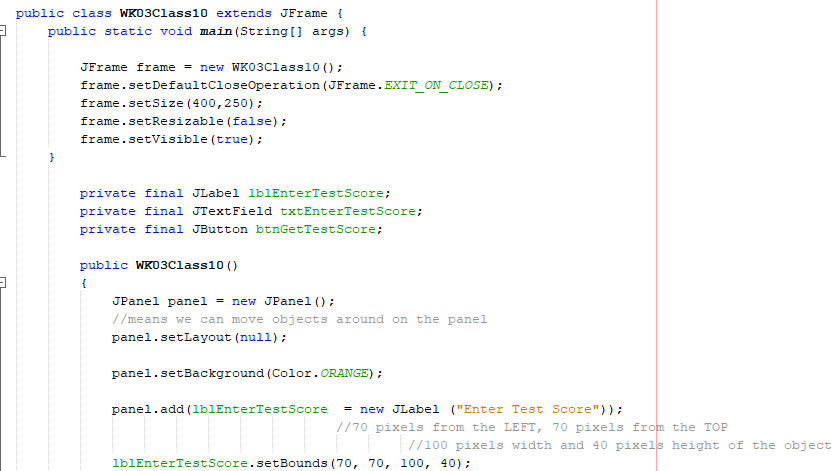 public class WK03Class10 extends JFrame {
public static void main(String[] args) {
JFrame frame = new WK03Class10();
frame.setDefaultCloseOperation(JFrame.EXIT_ON_CLOSE);
frame.setSize(400,250);
frame.setResizable(false);
frame.setVisible(true);
}
private final JLabel lblEnterTestScore;
private final JTextField txtEnterTestScore;
private final JButton btnGetTestScore;
public WK03Class10()
{
JPanel panel = new JPanel();
//means we can move objects around on the panel
panel.setLayout(null);
panel.setBackground(Color.ORANGE);
panel.add(lblEnterTestScore  = new JLabel ("Enter Test Score"));
//70 pixels from the LEFT, 70 pixels from the TOP
//100 pixels width and 40 pixels height of the object
lblEnterTestScore.setBounds(70, 70, 100, 40);